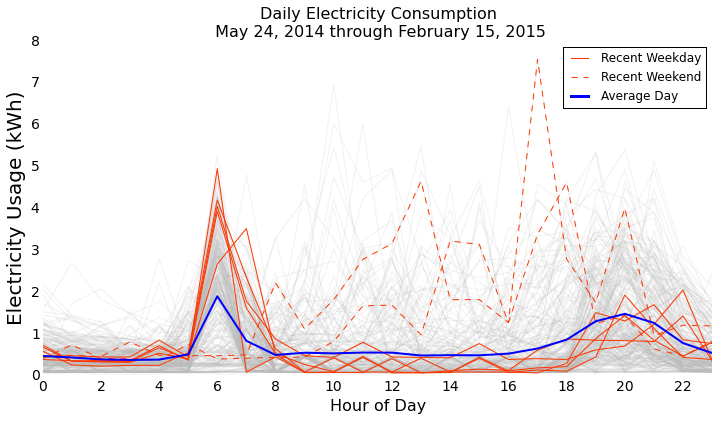 Daily Electricity Consumption
May 24, 2014 through February 15, 2015
Electricity Usage (kWh)
8
7
6
5
4
3
2
1
0
Recent Weekday
Recent Weekend
Average Day
0 2 4 6 8 10 12 14 16 18 20 22
Hour of Day